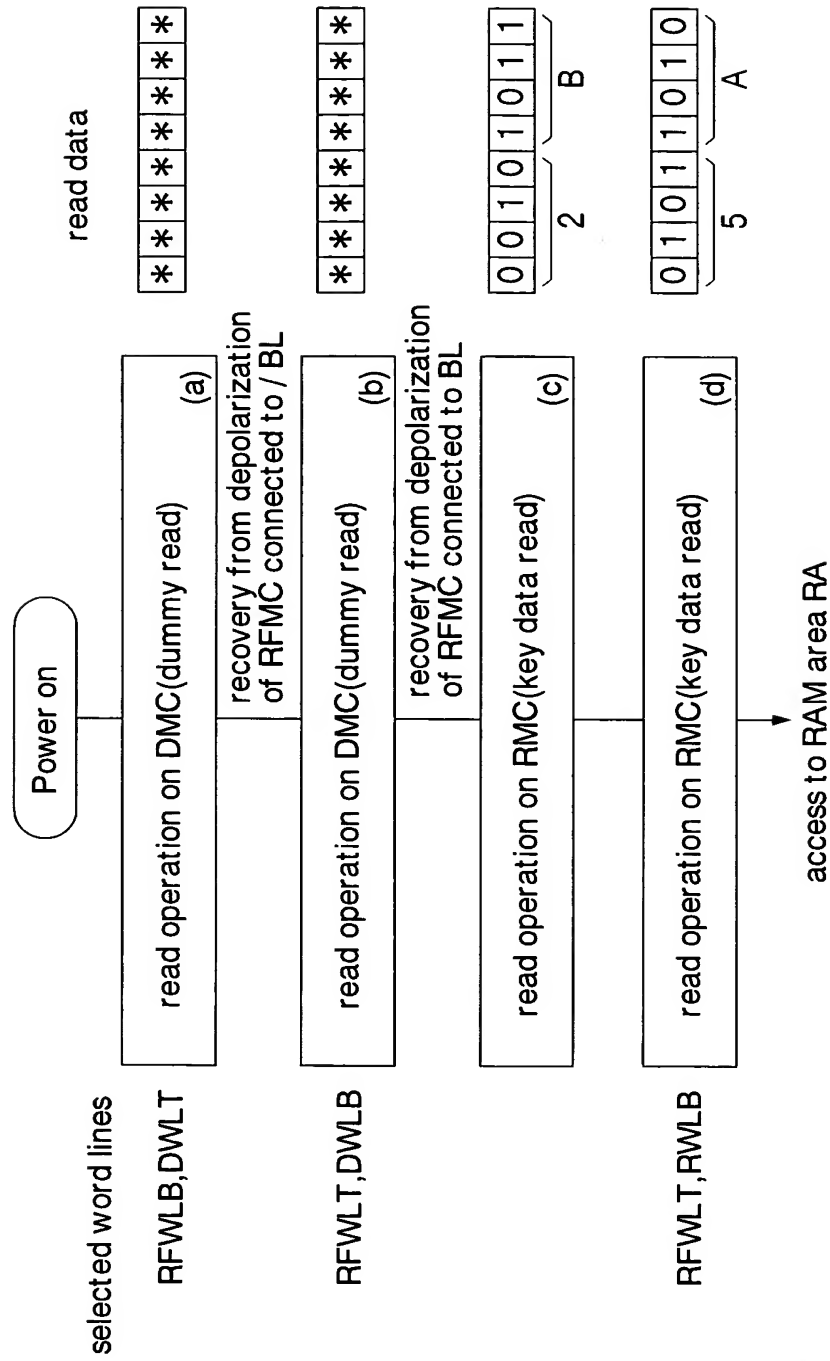 Power on
selected word lines
read data
RFWLB,DWLT
read operation on DMC(dummy read)
(a)
* * * * * * * *
recovery from depolarization
of RFMC connected to / BL
RFWLT,DWLB
read operation on DMC(dummy read)
(b)
* * * * * * * *
recovery from depolarization
of RFMC connected to BL
read operation on RMC(key data read)
(c)
0 0 1 0 1 0 1 1
2 B
RFWLT,RWLB
read operation on RMC(key data read)
(d)
0 1 0 1 1 0 1 0
5 A
access to RAM area RA